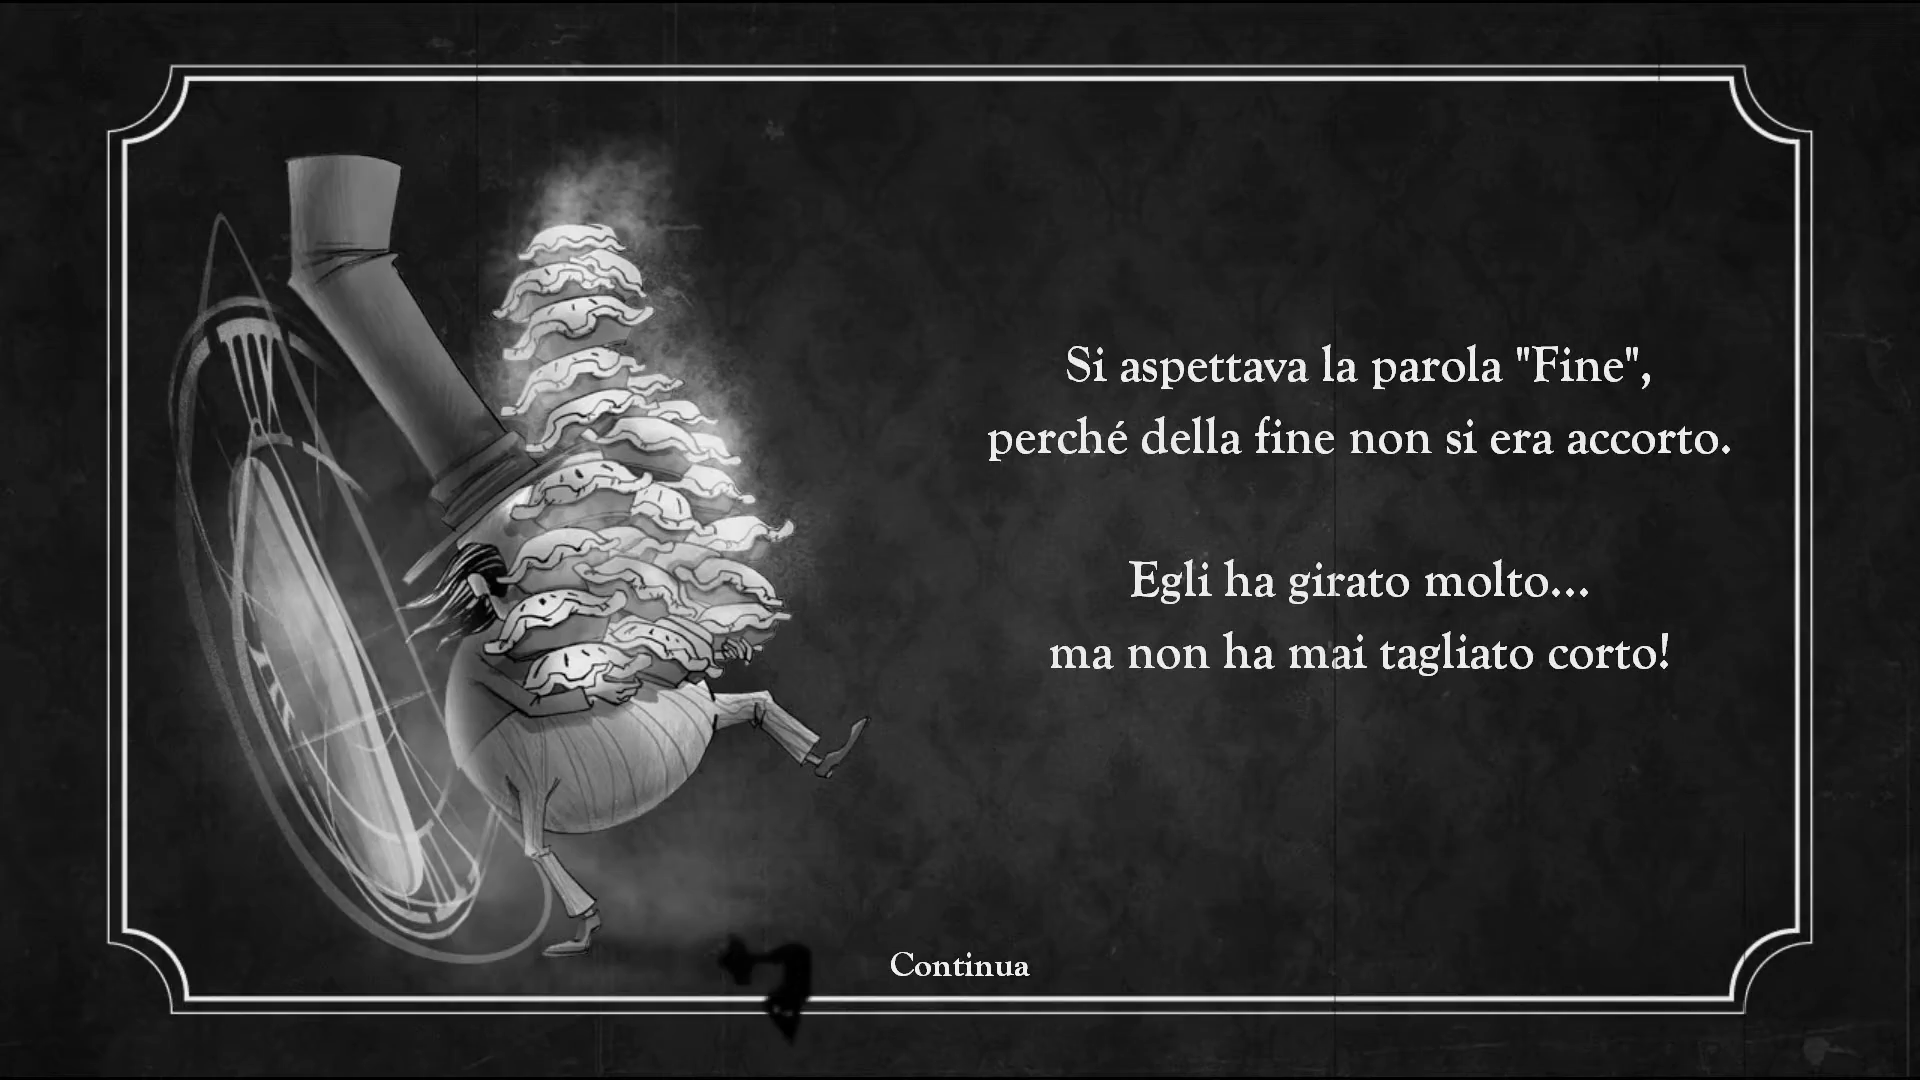 Si aspettava la parola "Fine",
perché della fine non si era accorto.
Egli ha girato molto...
ma non ha mai tagliato corto!
Continua